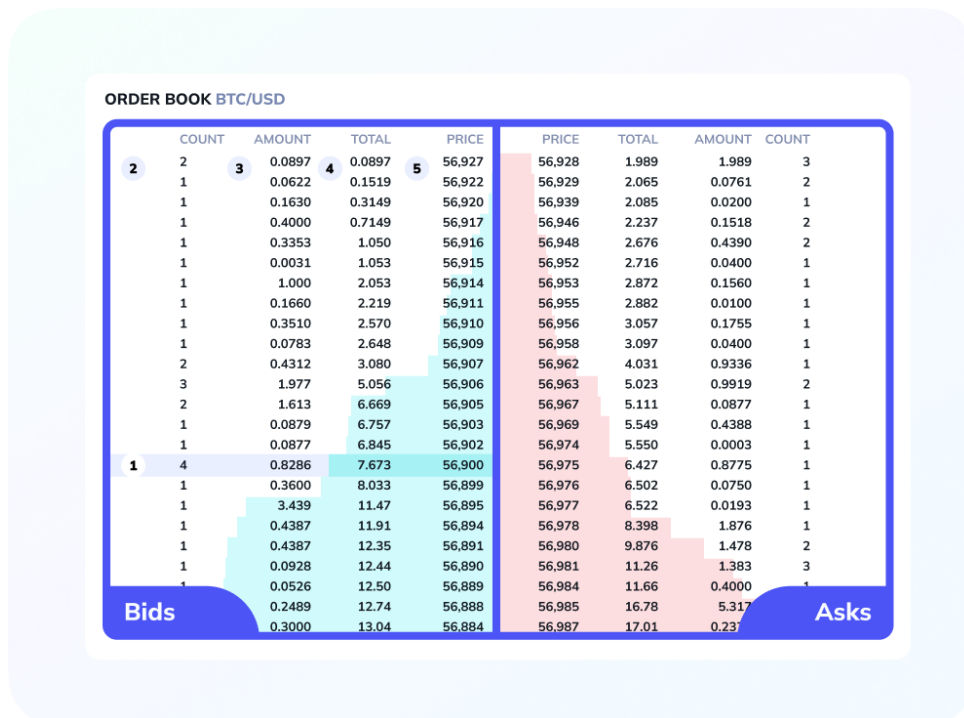 ORDER BOOK BTC/USD
COUNT AMOUNT TOTAL PRICE PRICE TOTAL AMOUNT COUNT
2 2 3 0.0897 4 0.0897 5 56,927 56,928 1.989 1.989 3
1 0.0622 0.1519 56,922 56,929 2.065 0.0761 2
1 0.1630 0.3149 56,920 56,939 2.085 0.0200 1
1 0.4000 0.7149 56,917 56,946 2.237 0.1518 2
1 0.3353 1.050 56,916 56,948 2.676 0.4390 2
1 0.0031 1.053 56,915 56,952 2.716 0.0400 1
1 1.000 2.053 56,914 56,953 2.872 0.1560 1
1 0.1660 2.219 56,911 56,955 2.882 0.0100 1
1 0.3510 2.570 56,910 56,956 3.057 0.1755 1
1 0.0783 2.648 56,909 56,958 3.097 0.0400 1
2 0.4312 3.080 56,907 56,962 4.031 0.9336 1
3 1.977 5.056 56,906 56,963 5.023 0.9919 2
2 1.613 6.669 56,905 56,967 5.111 0.0877 1
1 0.0879 6.757 56,903 56,969 5.549 0.4388 1
1 0.0877 6.845 56,902 56,974 5.550 0.0003 1
1 4 0.8286 7.673 56,900 56,975 6.427 0.8775 1
1 0.3600 8.033 56,899 56,976 6.502 0.0750 1
1 3.439 11.47 56,895 56,977 6.522 0.0193 1
1 0.4387 11.91 56,894 56,978 8.398 1.876 1
1 0.4387 12.35 56,891 56,980 9.876 1.478 2
1 0.0928 12.44 56,890 56,981 11.26 1.383 3
1 0.0526 12.50 56,889 56,984 11.66 0.4000 1
Bids 0.2489 12.74 56,888 56,985 16.78 5.317 Asks
0.3000 13.04 56,884 56,987 17.01